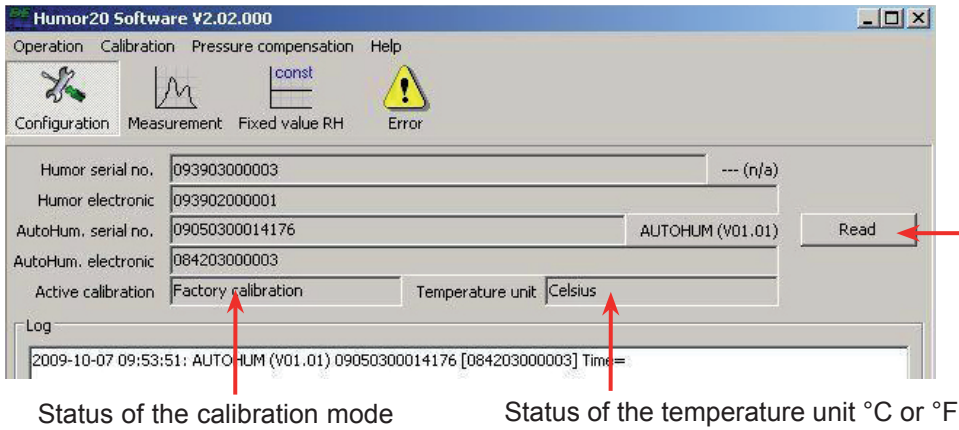 Humor20 Software V2.02.000
Operation Calibration Pressure compensation Help
const
Configuration Measurement Fixed value RH Error
Humor serial no. 093903000003 --- (n/a)
Humor electronic 093902000001
AutoHum. serial no. 09050300014176 AUTOHUM (V01.01) Read
AutoHum. electronic 084203000003
Active calibration Factory calibration Temperature unit Celsius
Log
2009-10-07 09:53:51: AUTOHUM (V01.01) 09050300014176 [084203000003] Time=
Status of the calibration mode Status of the temperature unit °C or °F